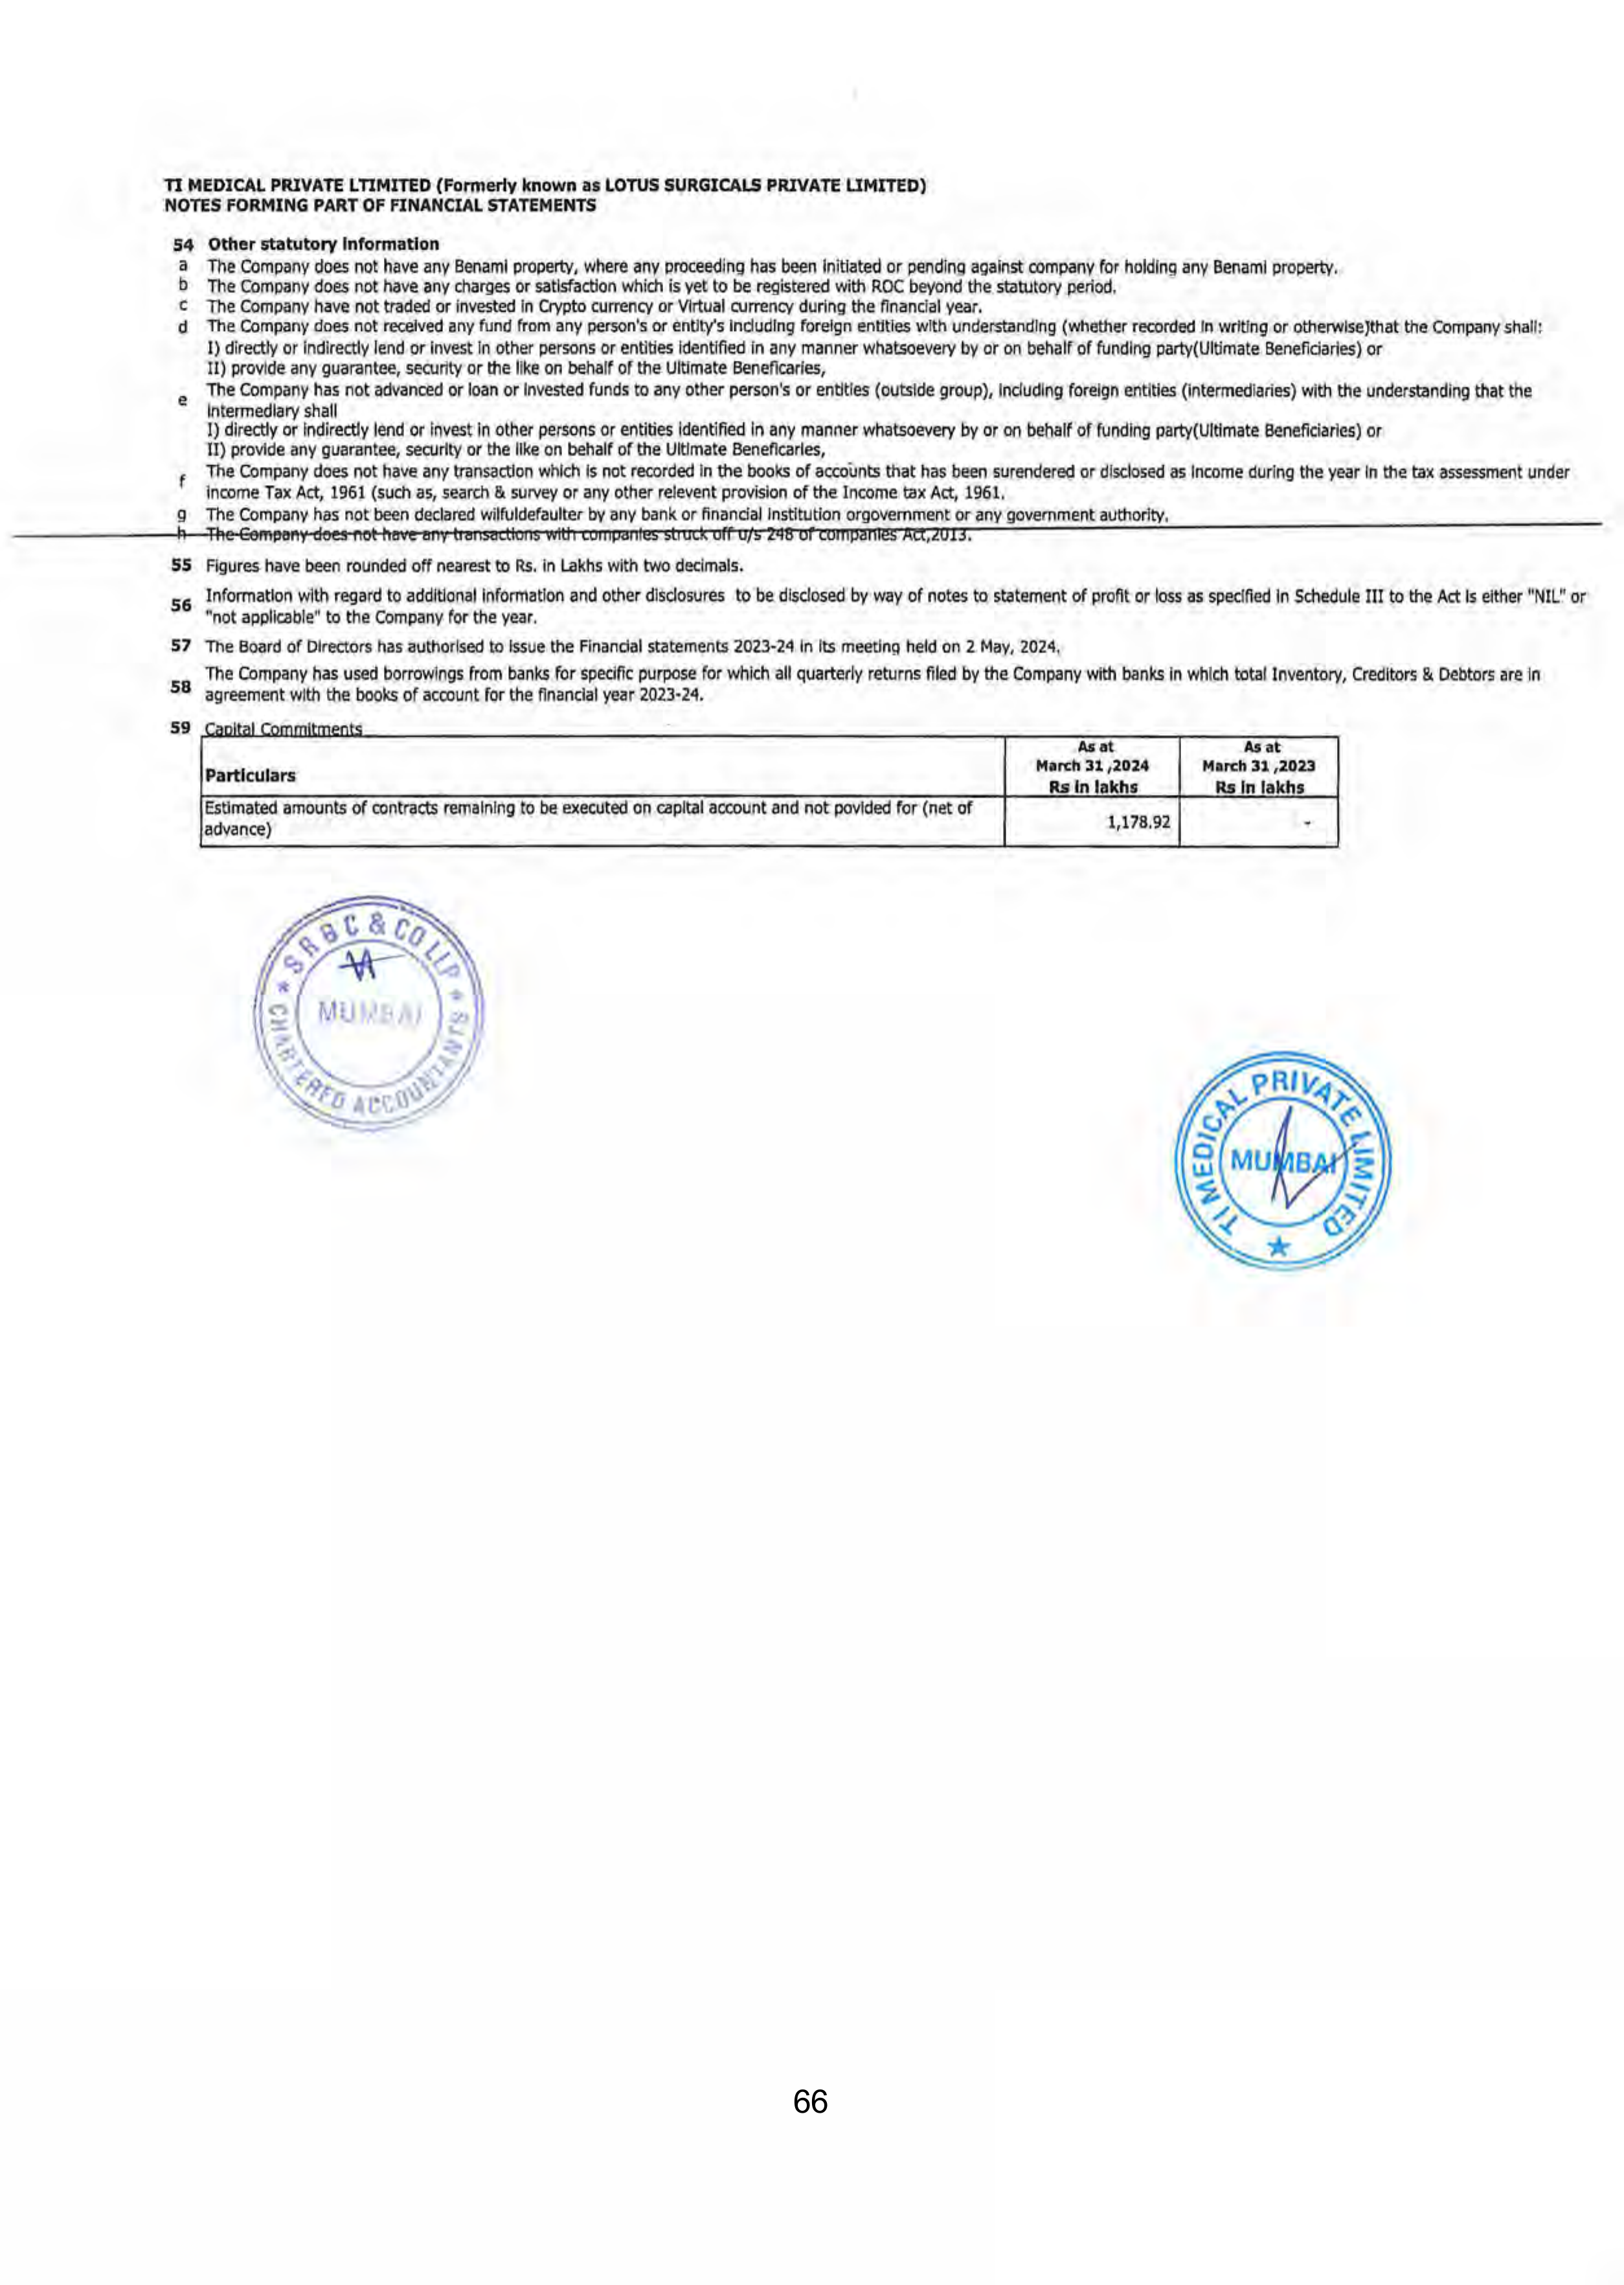 TI MEDICAL PRIVATE LTIMITED (Formerly known as LOTUS SURGICALS PRIVATE LIMITED)
NOTES FORMING PART OF FINANCIAL STATEMENTS
54 Other statutory information
a The Company does not have any Benami property, where any proceeding has been initiated or pending against company for holding any Benami property.
b The Company does not have any charges or satisfaction which is yet to be registered with ROC beyond the statutory period.
c The Company have not traded or invested in Crypto currency or Virtual currency during the financial year.
d The Company does not received any fund from any person's or entity's including foreign entities with understanding (whether recorded in writing or otherwise)that the Company shall:
I) directly or indirectly lend or invest in other persons or entities identified in any manner whatsoevery by or on behalf of funding party(Ultimate Beneficiaries) or
II) provide any guarantee, security or the like on behalf of the Ultimate Beneficaries,
e The Company has not advanced or loan or invested funds to any other person's or entities (outside group), including foreign entities (intermediaries) with the understanding that the
intermediary shall
I) directly or indirectly lend or invest in other persons or entities identified in any manner whatsoevery by or on behalf of funding party(Ultimate Beneficiaries) or
II) provide any guarantee, security or the like on behalf of the Ultimate Beneficaries,
f The Company does not have any transaction which is not recorded in the books of accounts that has been surendered or disclosed as income during the year in the tax assessment under
income Tax Act, 1961 (such as, search & survey or any other relevent provision of the Income tax Act, 1961.
g The Company has not been declared wilfuldefaulter by any bank or financial institution orgovernment or any government authority.
h The Company does not have any transactions with companies struck off u/s 248 of companies Act,2013.
55 Figures have been rounded off nearest to Rs. in Lakhs with two decimals.
56 Information with regard to additional information and other disclosures to be disclosed by way of notes to statement of profit or loss as specified in Schedule III to the Act is either "NIL" or
"not applicable" to the Company for the year.
57 The Board of Directors has authorised to issue the Financial statements 2023-24 in its meeting held on 2 May, 2024.
58 The Company has used borrowings from banks for specific purpose for which all quarterly returns filed by the Company with banks in which total Inventory, Creditors & Debtors are in
agreement with the books of account for the financial year 2023-24.
59 Capital Commitments
Particulars As at March 31 ,2024 Rs in lakhs As at March 31 ,2023 Rs in lakhs
Estimated amounts of contracts remaining to be executed on capital account and not povided for (net of
advance) 1,178.92 -
SRBC & CO LLP
MUMBAI
CHARTERED ACCOUNTANTS
TI MEDICAL PRIVATE LIMITED
MUMBAI
66